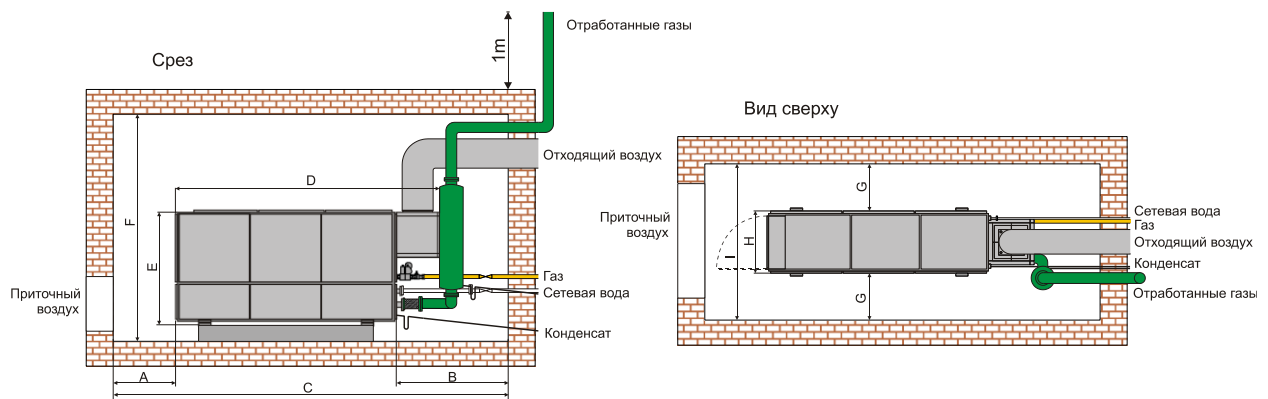 Срез
1m
Отработанные газы
Отходящий воздух
D
F
E
Газ
Сетевая вода
Приточный
воздух
Конденсат
A
B
C
Вид сверху
G
Приточный
воздух
H
I
Сетевая вода
Газ
Отходящий воздух
Конденсат
G
Отработанные газы